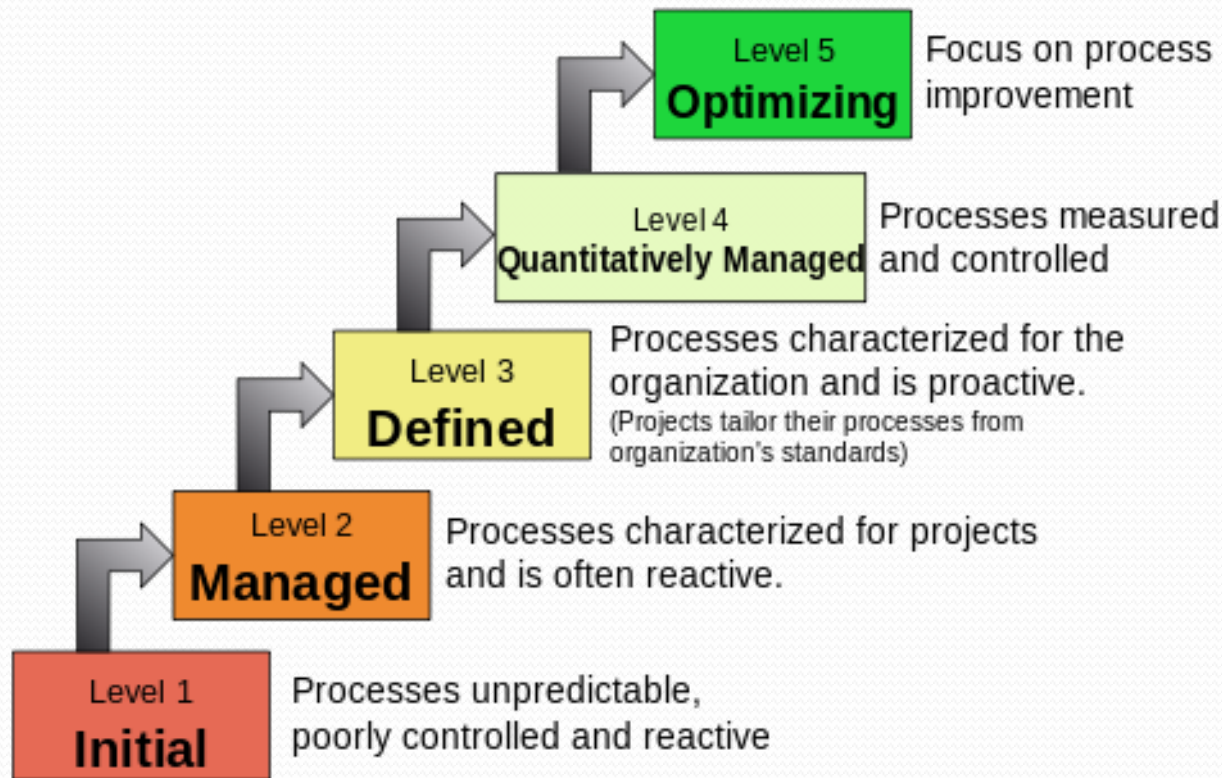 Level 5
Optimizing
Focus on process
improvement
Level 4
Quantitatively Managed
Processes measured
and controlled
Level 3
Defined
Processes characterized for the
organization and is proactive.
(Projects tailor their processes from
organization's standards)
Level 2
Managed
Processes characterized for projects
and is often reactive.
Level 1
Initial
Processes unpredictable,
poorly controlled and reactive